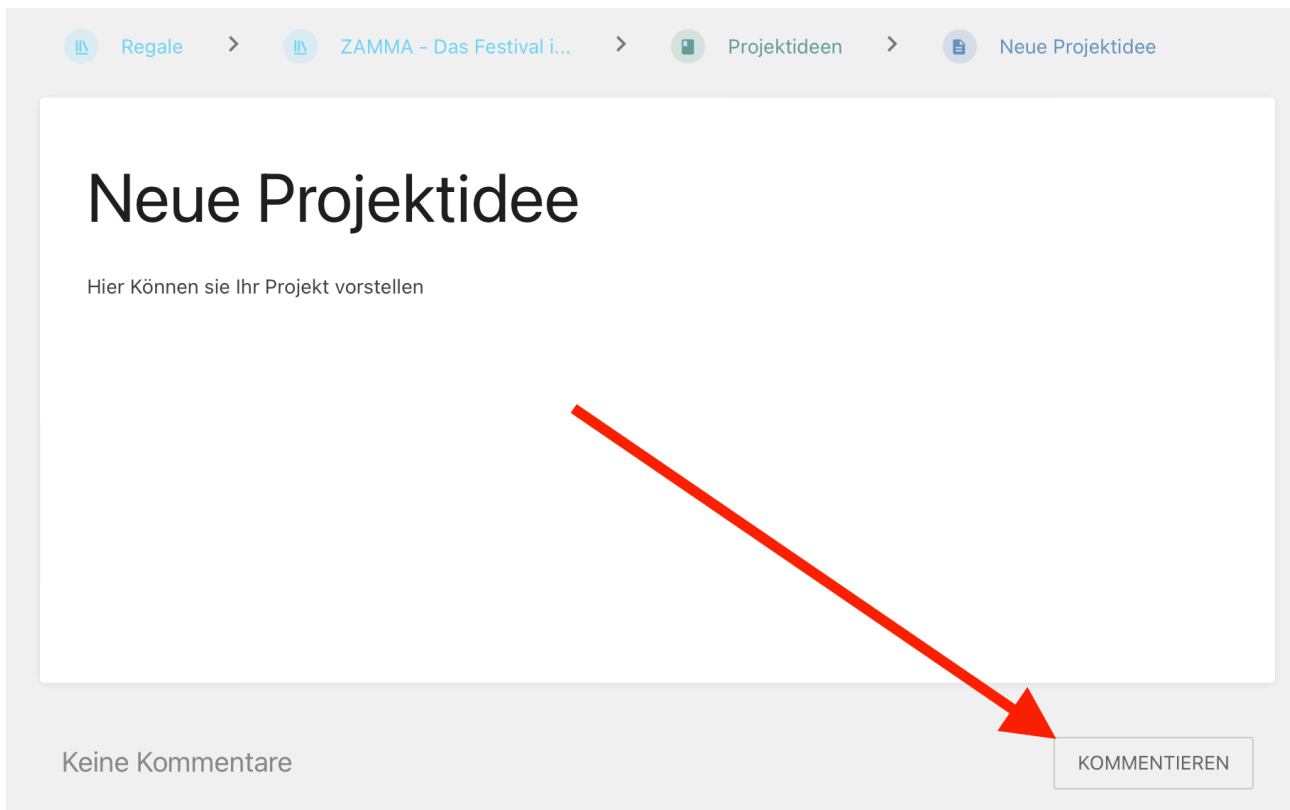 Regale > ZAMMA - Das Festival i... > Projektideen > Neue Projektidee
Neue Projektidee
Hier Können sie Ihr Projekt vorstellen
Keine Kommentare
KOMMENTIEREN